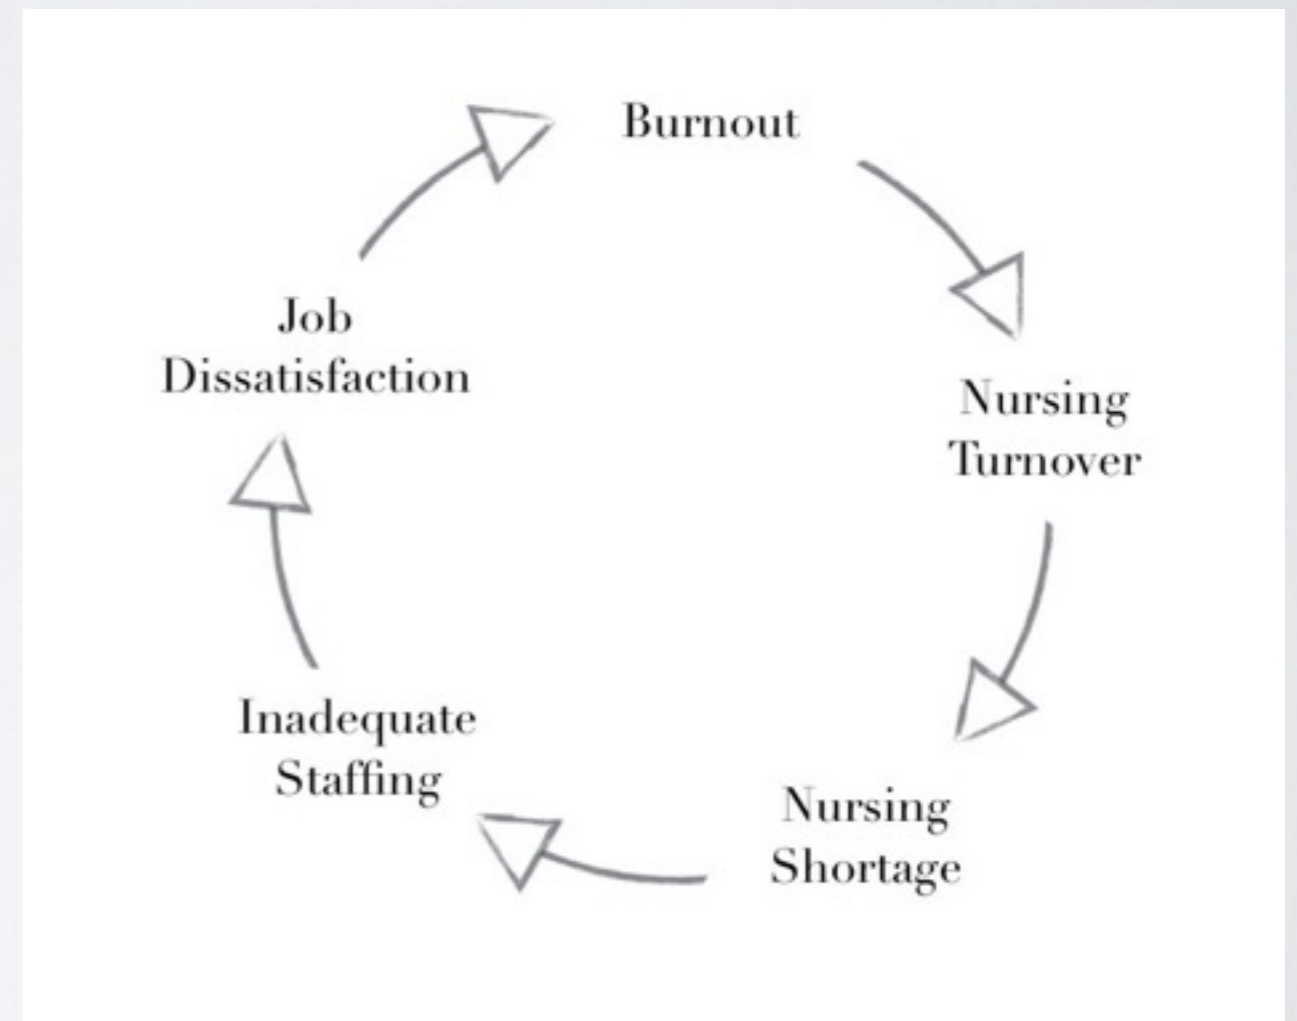 Burnout
Nursing
Turnover
Nursing
Shortage
Inadequate
Staffing
Job
Dissatisfaction